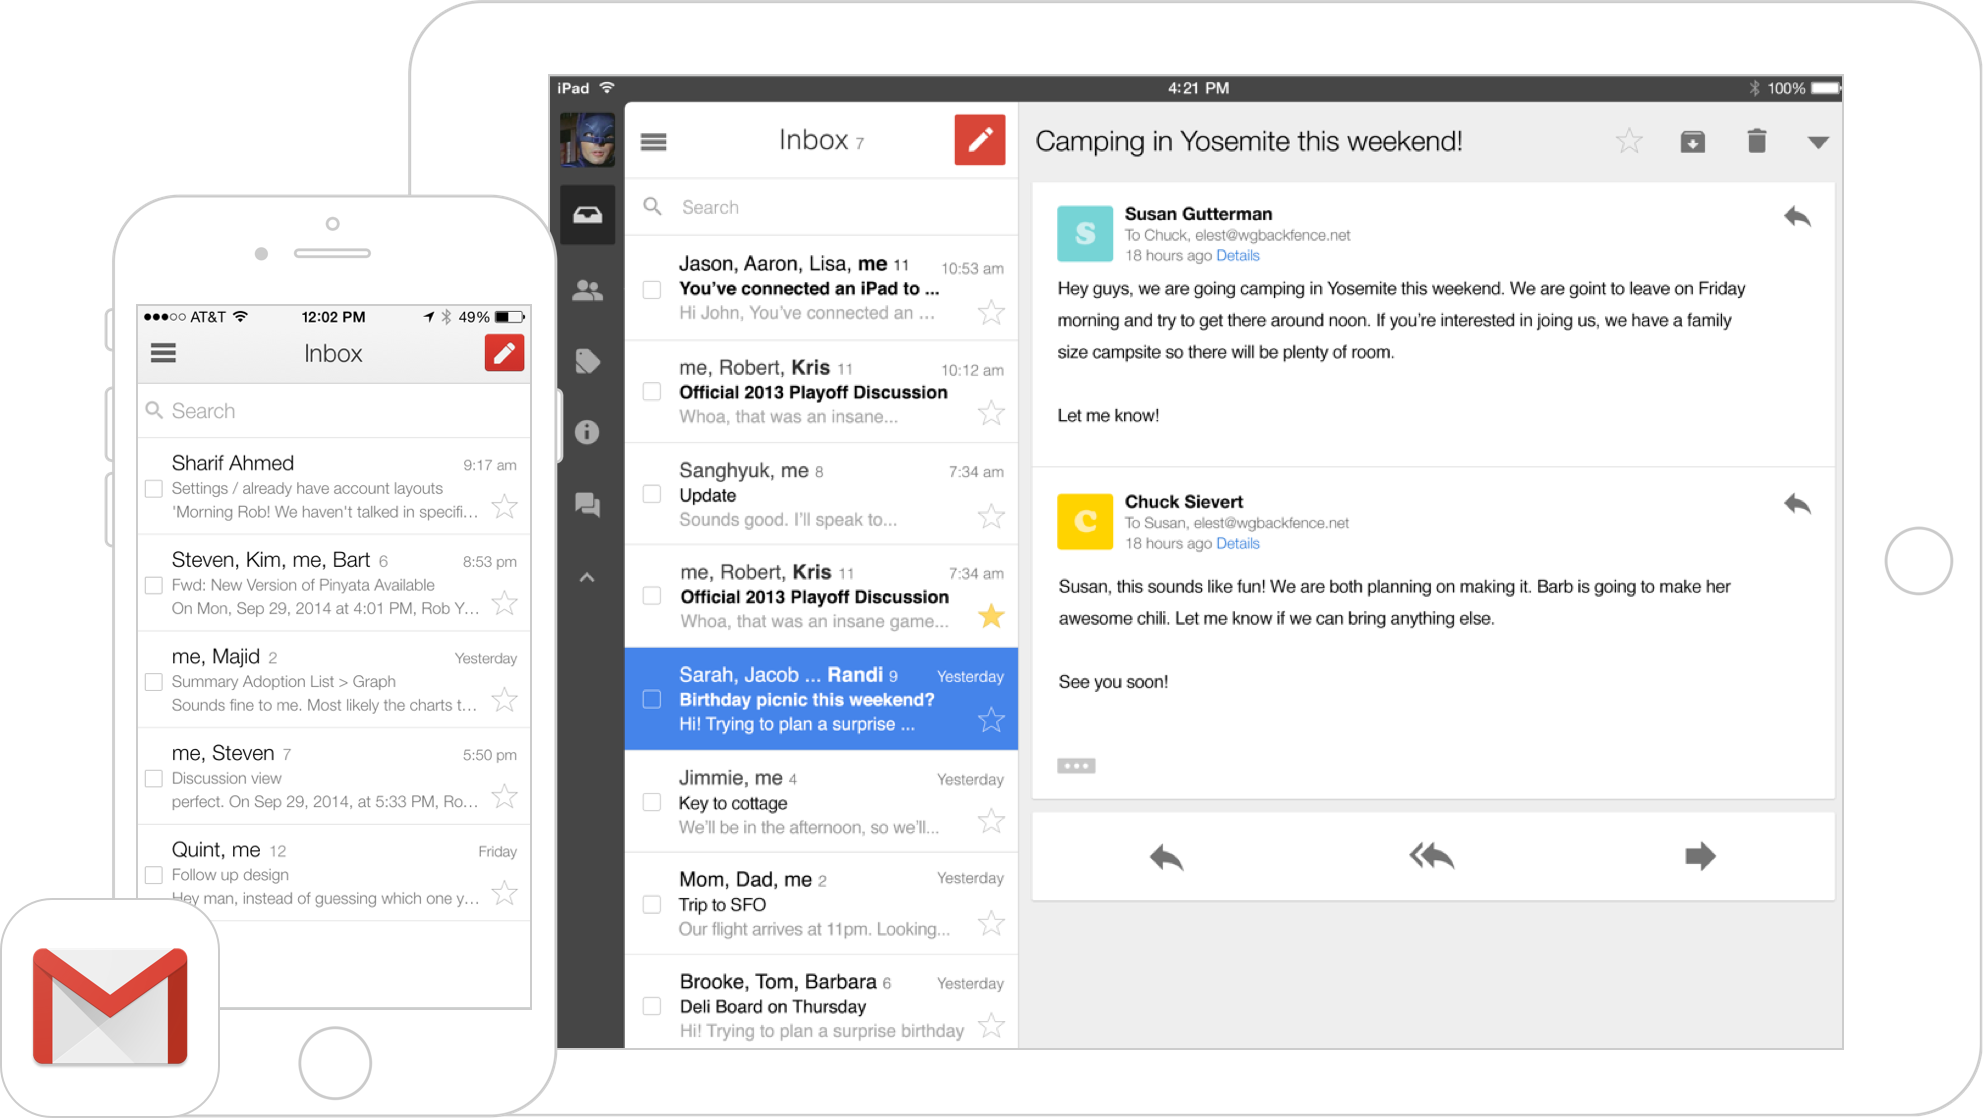 ●●●○○ AT&T 12:02 PM 49%
Inbox
Search
Sharif Ahmed 9:17 am
Settings / already have account layouts
'Morning Rob! We haven't talked in specifi...
Steven, Kim, me, Bart 6 8:53 pm
Fwd: New Version of Pinyata Available
On Mon, Sep 29, 2014 at 4:01 PM, Rob Y...
me, Majid 2 Yesterday
Summary Adoption List > Graph
Sounds fine to me. Most likely the charts t...
me, Steven 7 5:50 pm
Discussion view
perfect. On Sep 29, 2014, at 5:33 PM, Ro...
Quint, me 12 Friday
Follow up design
Hey man, instead of guessing which one y...
iPad 4:21 PM 100%
Inbox 7
Search
Jason, Aaron, Lisa, me 11 10:53 am
You've connected an iPad to ...
Hi John, You've connected an ...
me, Robert, Kris 11 10:12 am
Official 2013 Playoff Discussion
Whoa, that was an insane...
Sanghyuk, me 8 7:34 am
Update
Sounds good. I'll speak to...
me, Robert, Kris 11 7:34 am
Official 2013 Playoff Discussion
Whoa, that was an insane game...
Sarah, Jacob ... Randi 9 Yesterday
Birthday picnic this weekend?
Hi! Trying to plan a surprise ...
Jimmie, me 4 Yesterday
Key to cottage
We'll be in the afternoon, so we'll...
Mom, Dad, me 2 Yesterday
Trip to SFO
Our flight arrives at 11pm. Looking...
Brooke, Tom, Barbara 6 Yesterday
Deli Board on Thursday
Hi! Trying to plan a surprise birthday
Camping in Yosemite this weekend!
S
Susan Gutterman
To Chuck, elest@wgbackfence.net
18 hours ago Details
Hey guys, we are going camping in Yosemite this weekend. We are goint to leave on Friday
morning and try to get there around noon. If you're interested in joing us, we have a family
size campsite so there will be plenty of room.
Let me know!
C
Chuck Sievert
To Susan, elest@wgbackfence.net
18 hours ago Details
Susan, this sounds like fun! We are both planning on making it. Barb is going to make her
awesome chili. Let me know if we can bring anything else.
See you soon!